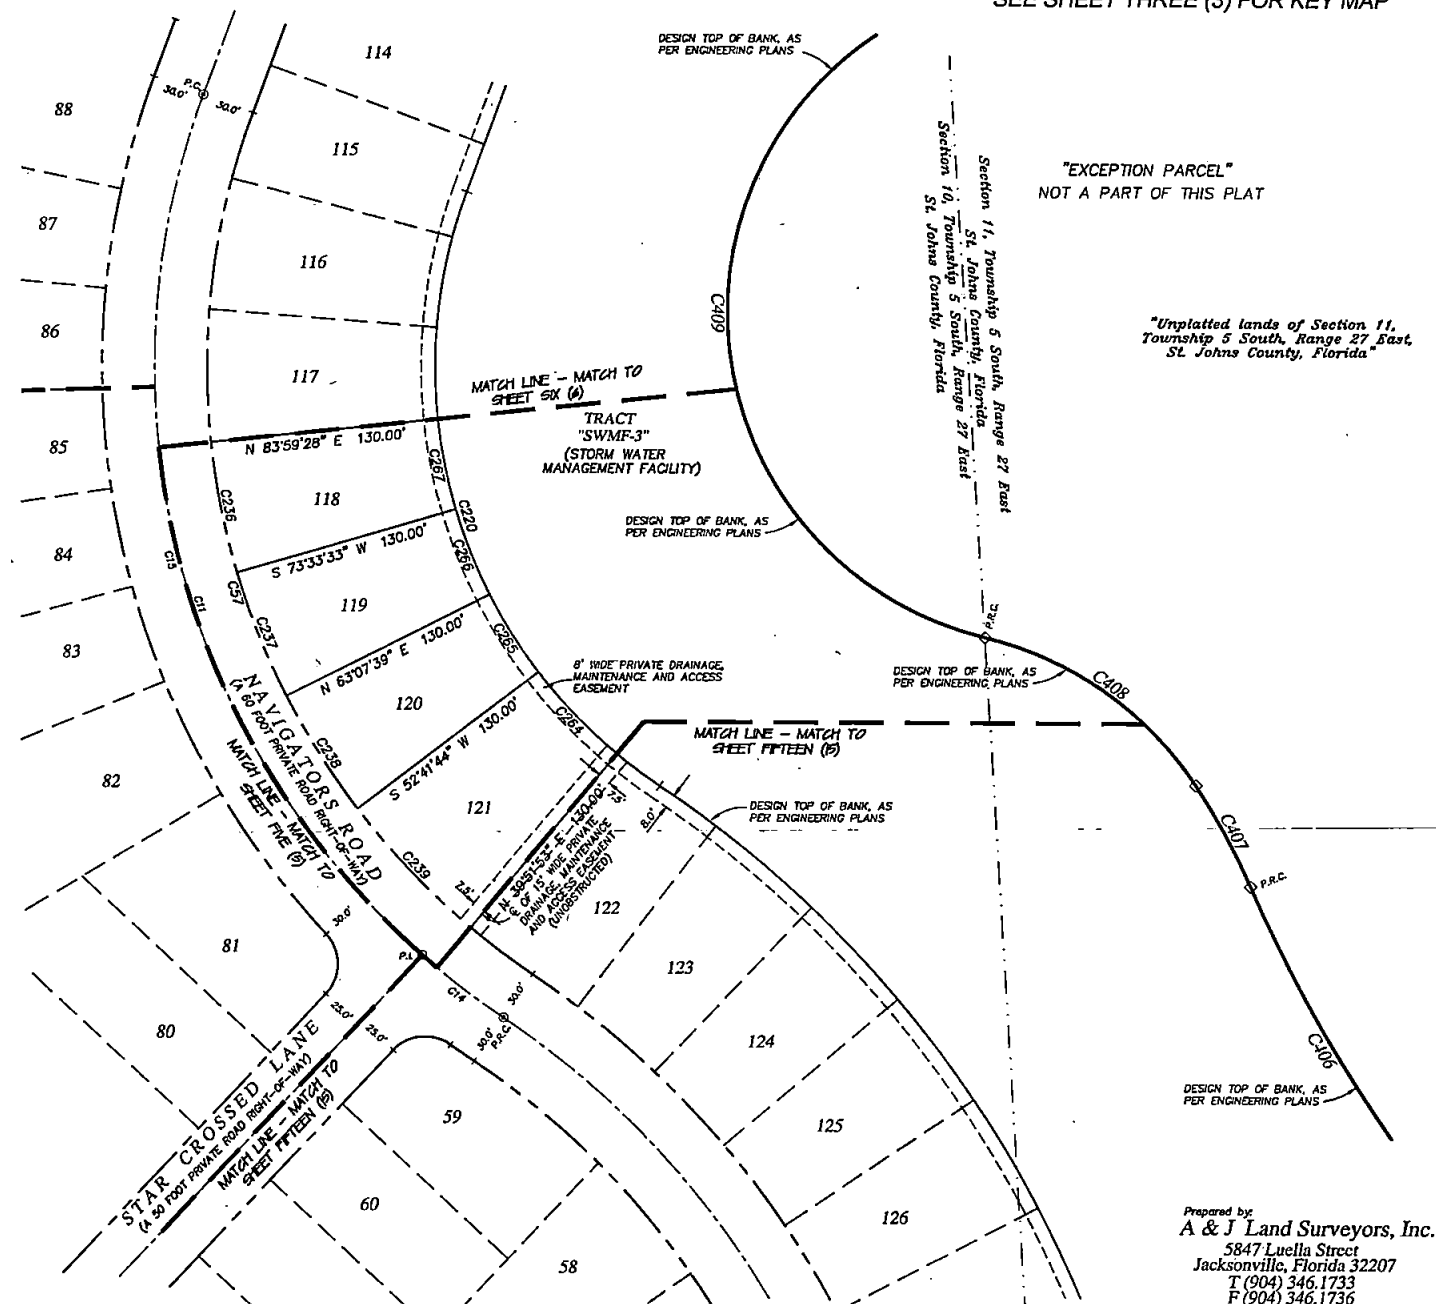 SEE SHEET THREE (3) FOR KEY MAP
DESIGN TOP OF BANK, AS
PER ENGINEERING PLANS
114
P.C.
30.0'
30.0'
88
115
"EXCEPTION PARCEL"
NOT A PART OF THIS PLAT
Section 11, Township 5 South, Range 27 East
St. Johns County, Florida
Section 10, Township 5 South, Range 27 East
St. Johns County, Florida
87
116
C409
86
"Unplatted lands of Section 11,
Township 5 South, Range 27 East,
St. Johns County, Florida"
117
MATCH LINE - MATCH TO
SHEET SIX (6)
TRACT
"SWMF-3"
(STORM WATER
MANAGEMENT FACILITY)
85
N 83°59'28" E 130.00'
C267
118
C236
C220
DESIGN TOP OF BANK, AS
PER ENGINEERING PLANS
84
C13
S 73°33'33" W 130.00'
C266
C57
C11
119
C237
P.R.C.
83
N 63°07'39" E 130.00'
C265
8' WIDE PRIVATE DRAINAGE,
MAINTENANCE AND ACCESS
EASEMENT
DESIGN TOP OF BANK, AS
PER ENGINEERING PLANS
C408
NAVIGATORS ROAD
(A 60 FOOT PRIVATE ROAD RIGHT-OF-WAY)
120
C264
MATCH LINE - MATCH TO
SHEET FIFTEEN (15)
C238
S 52°41'44" W 130.00'
MATCH LINE - MATCH TO
SHEET FIVE (5)
82
121
7.5'
8.0'
DESIGN TOP OF BANK, AS
PER ENGINEERING PLANS
C407
C239
7.5'
N 39°51'53" E 130.00'
OF 15' WIDE PRIVATE
DRAINAGE, MAINTENANCE
AND ACCESS EASEMENT
(UNOBSTRUCTED)
P.R.C.
122
30.0'
81
P.I.
123
C14
30.0'
25.0'
25.0'
30.0'
P.R.C.
80
124
C406
STAR CROSSED LANE
(A 50 FOOT PRIVATE ROAD RIGHT-OF-WAY)
MATCH LINE - MATCH TO
SHEET FIFTEEN (15)
DESIGN TOP OF BANK, AS
PER ENGINEERING PLANS
59
125
60
126
58
Prepared by:
A & J Land Surveyors, Inc.
5847 Luella Street
Jacksonville, Florida 32207
T (904) 346.1733
F (904) 346.1736